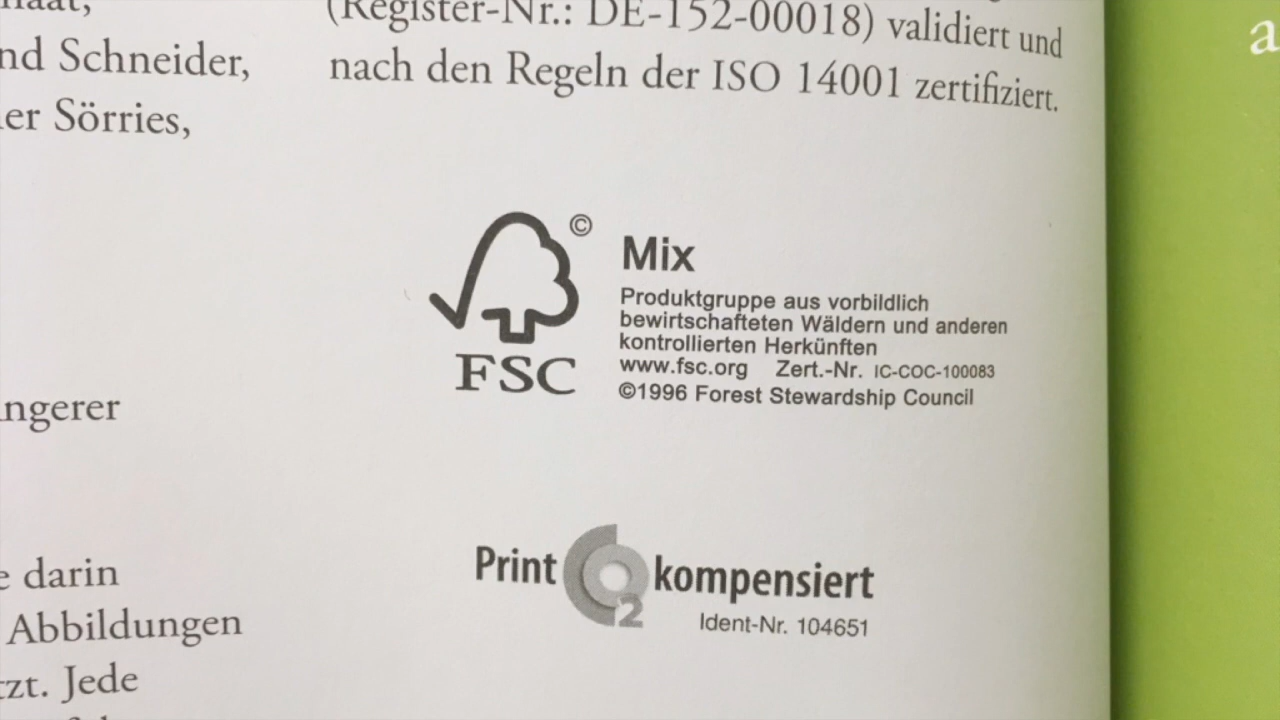 nd Schneider,
er Sörries,
ngerer
e darin
Abbildungen
tzt. Jede
(Register-Nr.: DE-152-00018) validiert und
nach den Regeln der ISO 14001 zertifiziert.
©
FSC
Mix
Produktgruppe aus vorbildlich
bewirtschafteten Wäldern und anderen
kontrollierten Herkünften
www.fsc.org Zert.-Nr. IC-COC-100083
©1996 Forest Stewardship Council
Print CO2 kompensiert
Ident-Nr. 104651
a